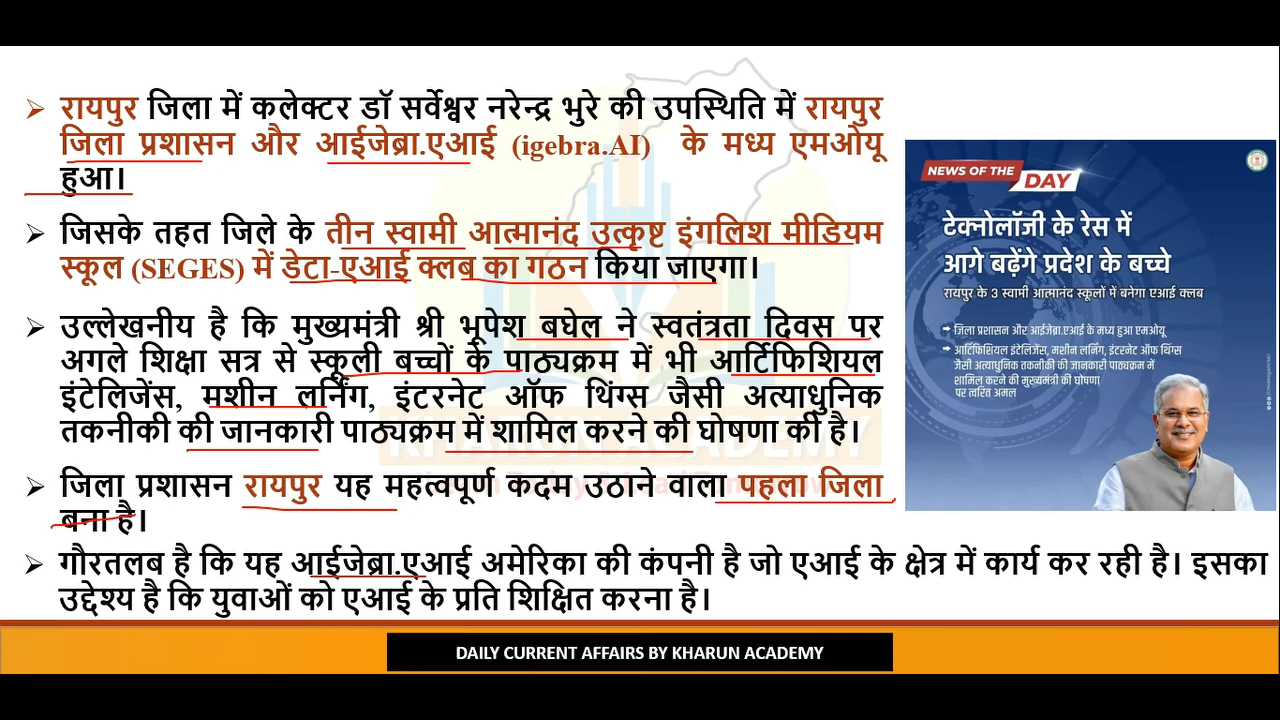 रायपुर जिला में कलेक्टर डॉ सर्वेश्वर नरेन्द्र भुरे की उपस्थिति में रायपुर
जिला प्रशासन और आईजेब्रा.एआई (igebra.AI) के मध्य एमओयू
हुआ।
जिसके तहत जिले के तीन स्वामी आत्मानंद उत्कृष्ट इंगलिश मीडियम
स्कूल (SEGES) में डेटा-एआई क्लब का गठन किया जाएगा।
उल्लेखनीय है कि मुख्यमंत्री श्री भूपेश बघेल ने स्वतंत्रता दिवस पर
अगले शिक्षा सत्र से स्कूली बच्चों के पाठ्यक्रम में भी आर्टिफिशियल
इंटेलिजेंस, मशीन लर्निंग, इंटरनेट ऑफ थिंग्स जैसी अत्याधुनिक
तकनीकी की जानकारी पाठ्यक्रम में शामिल करने की घोषणा की है।
जिला प्रशासन रायपुर यह महत्वपूर्ण कदम उठाने वाला पहला जिला
बना है।
गौरतलब है कि यह आईजेब्रा.एआई अमेरिका की कंपनी है जो एआई के क्षेत्र में कार्य कर रही है। इसका
उद्देश्य है कि युवाओं को एआई के प्रति शिक्षित करना है।
NEWS OF THE DAY
टेक्नोलॉजी के रेस में
आगे बढ़ेंगे प्रदेश के बच्चे
रायपुर के 3 स्वामी आत्मानंद स्कूलों में बनेगा एआई क्लब
जिला प्रशासन और आईजेब्रा.एआई के मध्य हुआ एमओयू
आर्टिफिशियल इंटेलिजेंस, मशीन लर्निंग, इंटरनेट ऑफ थिंग्स
जैसी अत्याधुनिक तकनीकी की जानकारी पाठ्यक्रम में
शामिल करने की मुख्यमंत्री की घोषणा
पर त्वरित अमल
KHARUN ACADEMY
DAILY CURRENT AFFAIRS BY KHARUN ACADEMY